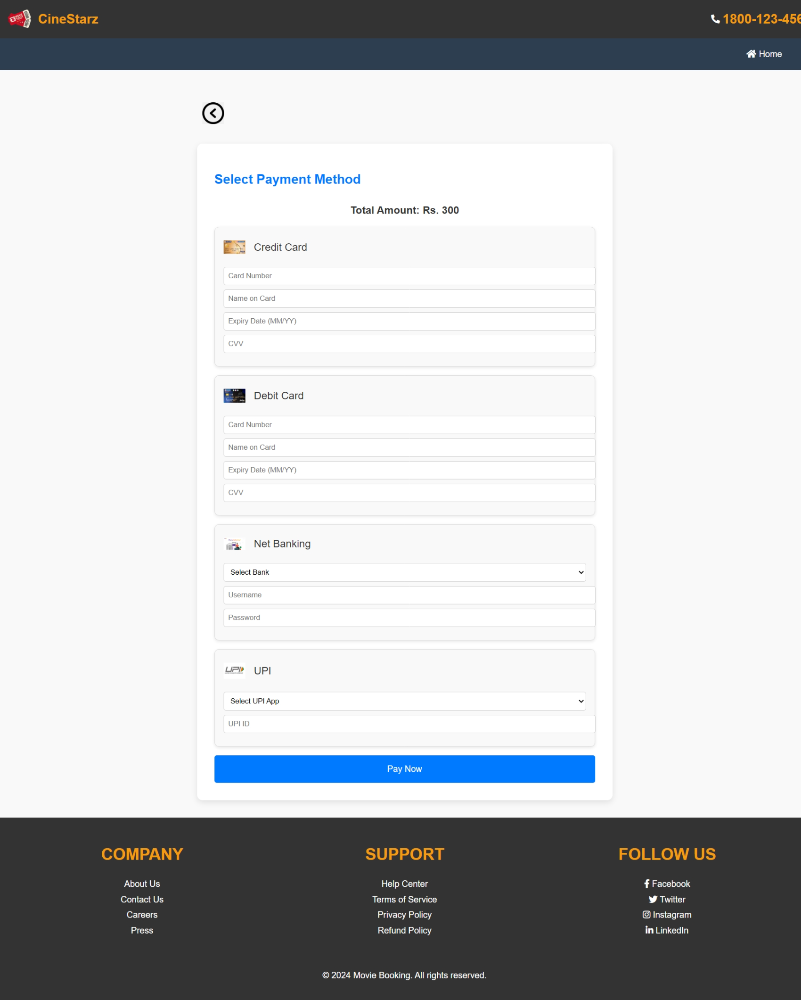 CineStarz
1800-123-456
Home
Select Payment Method
Total Amount: Rs. 300
Credit Card
Card Number
Name on Card
Expiry Date (MM/YY)
CVV
Debit Card
Card Number
Name on Card
Expiry Date (MM/YY)
CVV
Net Banking
Select Bank
Username
Password
UPI
UPI
Select UPI App
UPI ID
Pay Now
COMPANY
About Us
Contact Us
Careers
Press
SUPPORT
Help Center
Terms of Service
Privacy Policy
Refund Policy
FOLLOW US
Facebook
Twitter
Instagram
LinkedIn
© 2024 Movie Booking. All rights reserved.